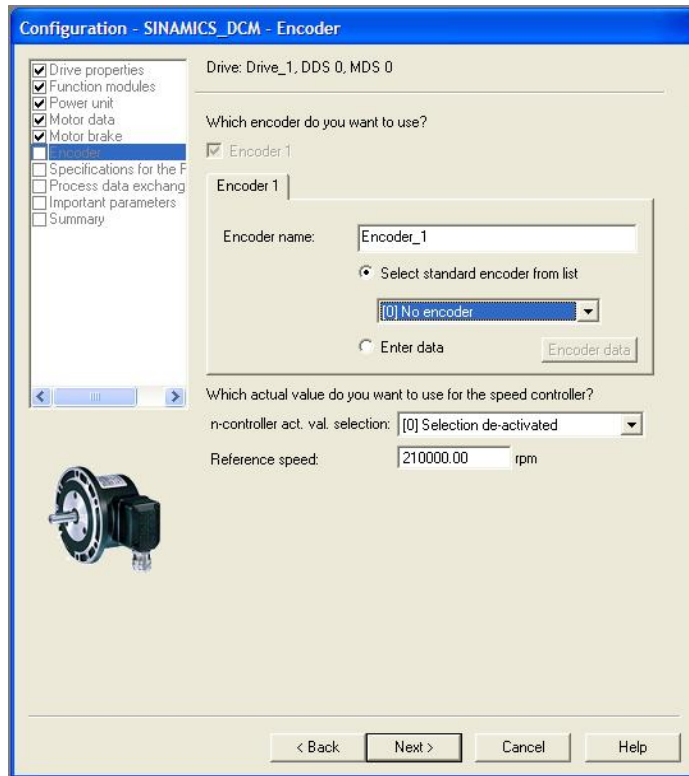 Configuration - SINAMICS_DCM - Encoder
Drive properties
Function modules
Power unit
Motor data
Motor brake
Encoder
Specifications for the F
Process data exchang
Important parameters
Summary
Drive: Drive_1, DDS 0, MDS 0
Which encoder do you want to use?
Encoder 1
Encoder 1
Encoder name: Encoder_1
Select standard encoder from list
[0] No encoder
Enter data Encoder data
Which actual value do you want to use for the speed controller?
n-controller act. val. selection: [0] Selection de-activated
Reference speed: 210000.00 rpm
< Back Next > Cancel Help